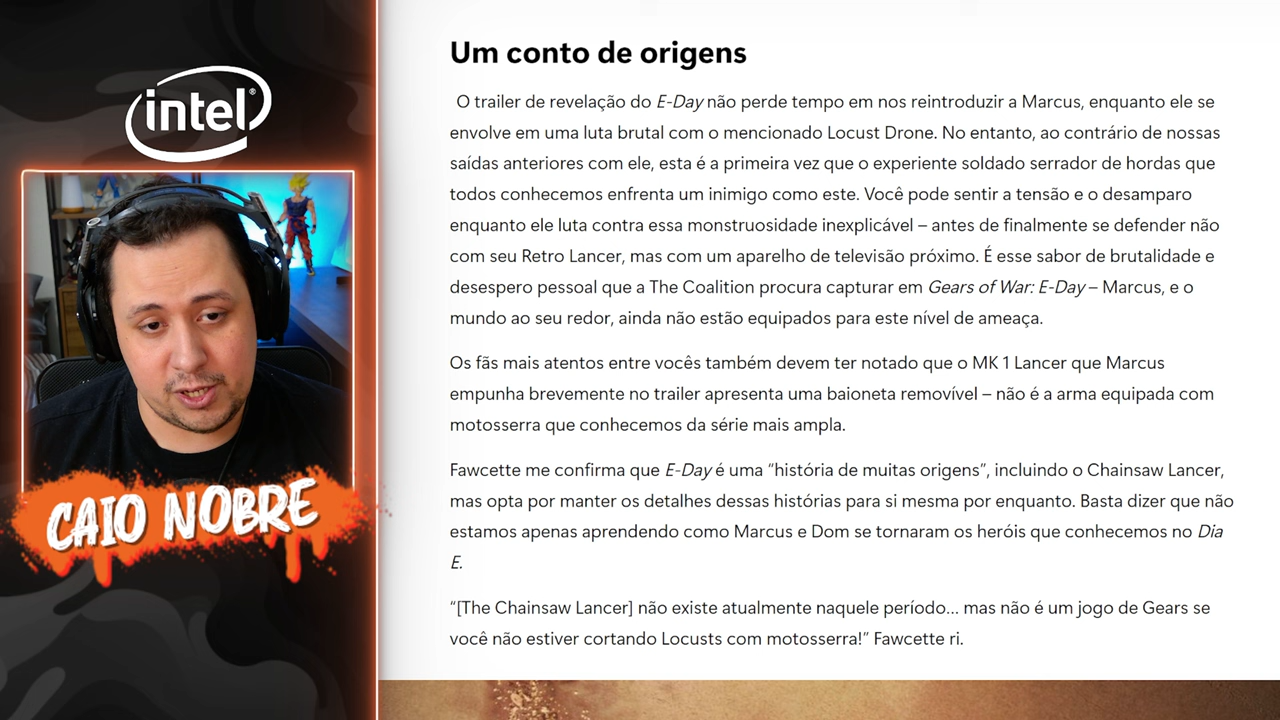 intel®
CAIO NOBRE
Um conto de origens
O trailer de revelação do E-Day não perde tempo em nos reintroduzir a Marcus, enquanto ele se
envolve em uma luta brutal com o mencionado Locust Drone. No entanto, ao contrário de nossas
saídas anteriores com ele, esta é a primeira vez que o experiente soldado serrador de hordas que
todos conhecemos enfrenta um inimigo como este. Você pode sentir a tensão e o desamparo
enquanto ele luta contra essa monstruosidade inexplicável – antes de finalmente se defender não
com seu Retro Lancer, mas com um aparelho de televisão próximo. É esse sabor de brutalidade e
desespero pessoal que a The Coalition procura capturar em Gears of War: E-Day – Marcus, e o
mundo ao seu redor, ainda não estão equipados para este nível de ameaça.
Os fãs mais atentos entre vocês também devem ter notado que o MK 1 Lancer que Marcus
empunha brevemente no trailer apresenta uma baioneta removível – não é a arma equipada com
motosserra que conhecemos da série mais ampla.
Fawcette me confirma que E-Day é uma “história de muitas origens”, incluindo o Chainsaw Lancer,
mas opta por manter os detalhes dessas histórias para si mesma por enquanto. Basta dizer que não
estamos apenas aprendendo como Marcus e Dom se tornaram os heróis que conhecemos no Dia
E.
“[The Chainsaw Lancer] não existe atualmente naquele período... mas não é um jogo de Gears se
você não estiver cortando Locusts com motosserra!” Fawcette ri.